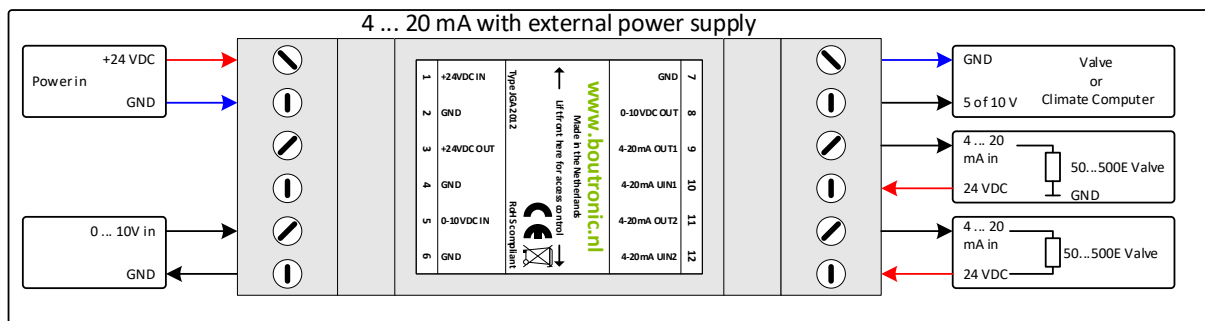 4 ... 20 mA with external power supply
+24 VDC
Power in
GND
0 ... 10V in
GND
1 +24VDC IN
2 GND
3 +24VDC OUT
4 GND
5 0-10VDC IN
6 GND
Type JGA2012
RoHS compliant
Lift front here for access control
Made in the Netherlands
www.boutronic.nl
GND 7
0-10VDC OUT 8
4-20mA OUT1 9
4-20mA UIN1 10
4-20mA OUT2 11
4-20mA UIN2 12
GND
Valve
or
Climate Computer
5 of 10 V
4 ... 20
mA in
50...500E Valve
24 VDC
GND
4 ... 20
mA in
50...500E Valve
24 VDC